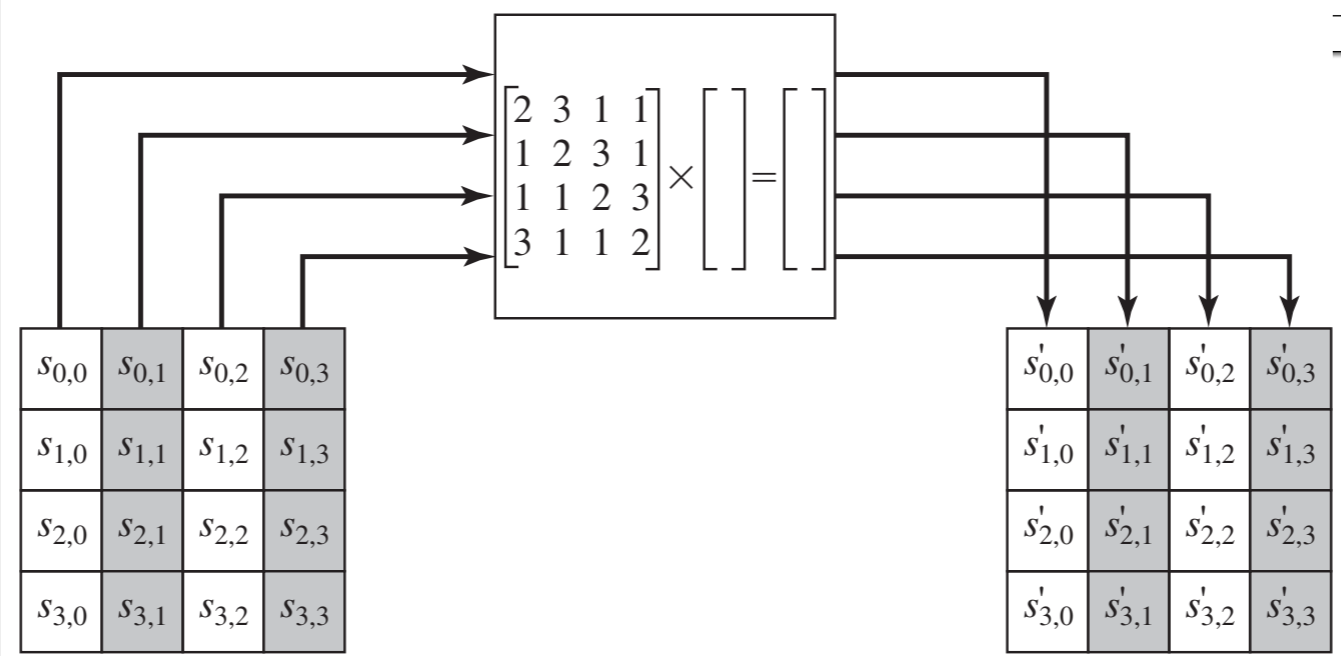 2 3 1 1
1 2 3 1
1 1 2 3
3 1 1 2
× =
s0,0 s0,1 s0,2 s0,3
s1,0 s1,1 s1,2 s1,3
s2,0 s2,1 s2,2 s2,3
s3,0 s3,1 s3,2 s3,3
s'0,0 s'0,1 s'0,2 s'0,3
s'1,0 s'1,1 s'1,2 s'1,3
s'2,0 s'2,1 s'2,2 s'2,3
s'3,0 s'3,1 s'3,2 s'3,3